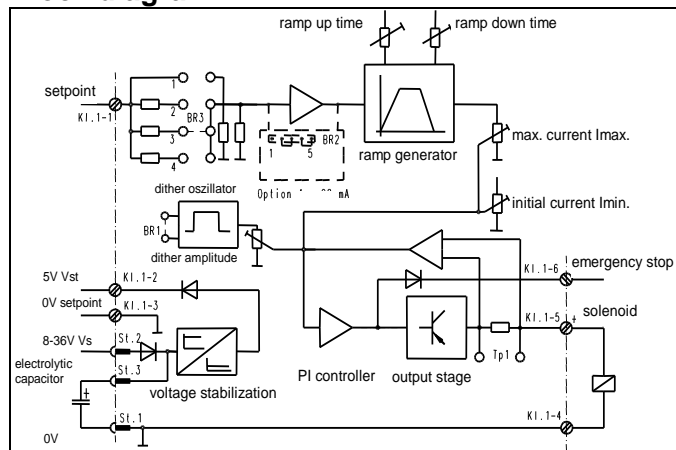 ramp up time
ramp down time
setpoint
Kl.1-1
1
2
3
4
BR3
BR2
1 5
Option
mA
ramp generator
max. current Imax.
initial current Imin.
dither oszillator
BR1
dither amplitude
5V Vst
Kl.1-2
0V setpoint
Kl.1-3
8-36V Vs
St.2
electrolytic
capacitor
+
St.3
voltage stabilization
0V
St.1
PI controller
output stage
Tp1
Kl.1-6
emergency stop
Kl.1-5
+
solenoid
Kl.1-4